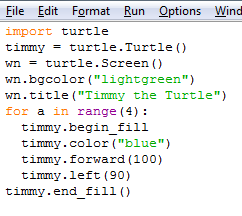 File Edit Format Run Options Wind
import turtle
timmy = turtle.Turtle()
wn = turtle.Screen()
wn.bgcolor("lightgreen")
wn.title("Timmy the Turtle")
for a in range(4):
    timmy.begin_fill
    timmy.color("blue")
    timmy.forward(100)
    timmy.left(90)
timmy.end_fill()